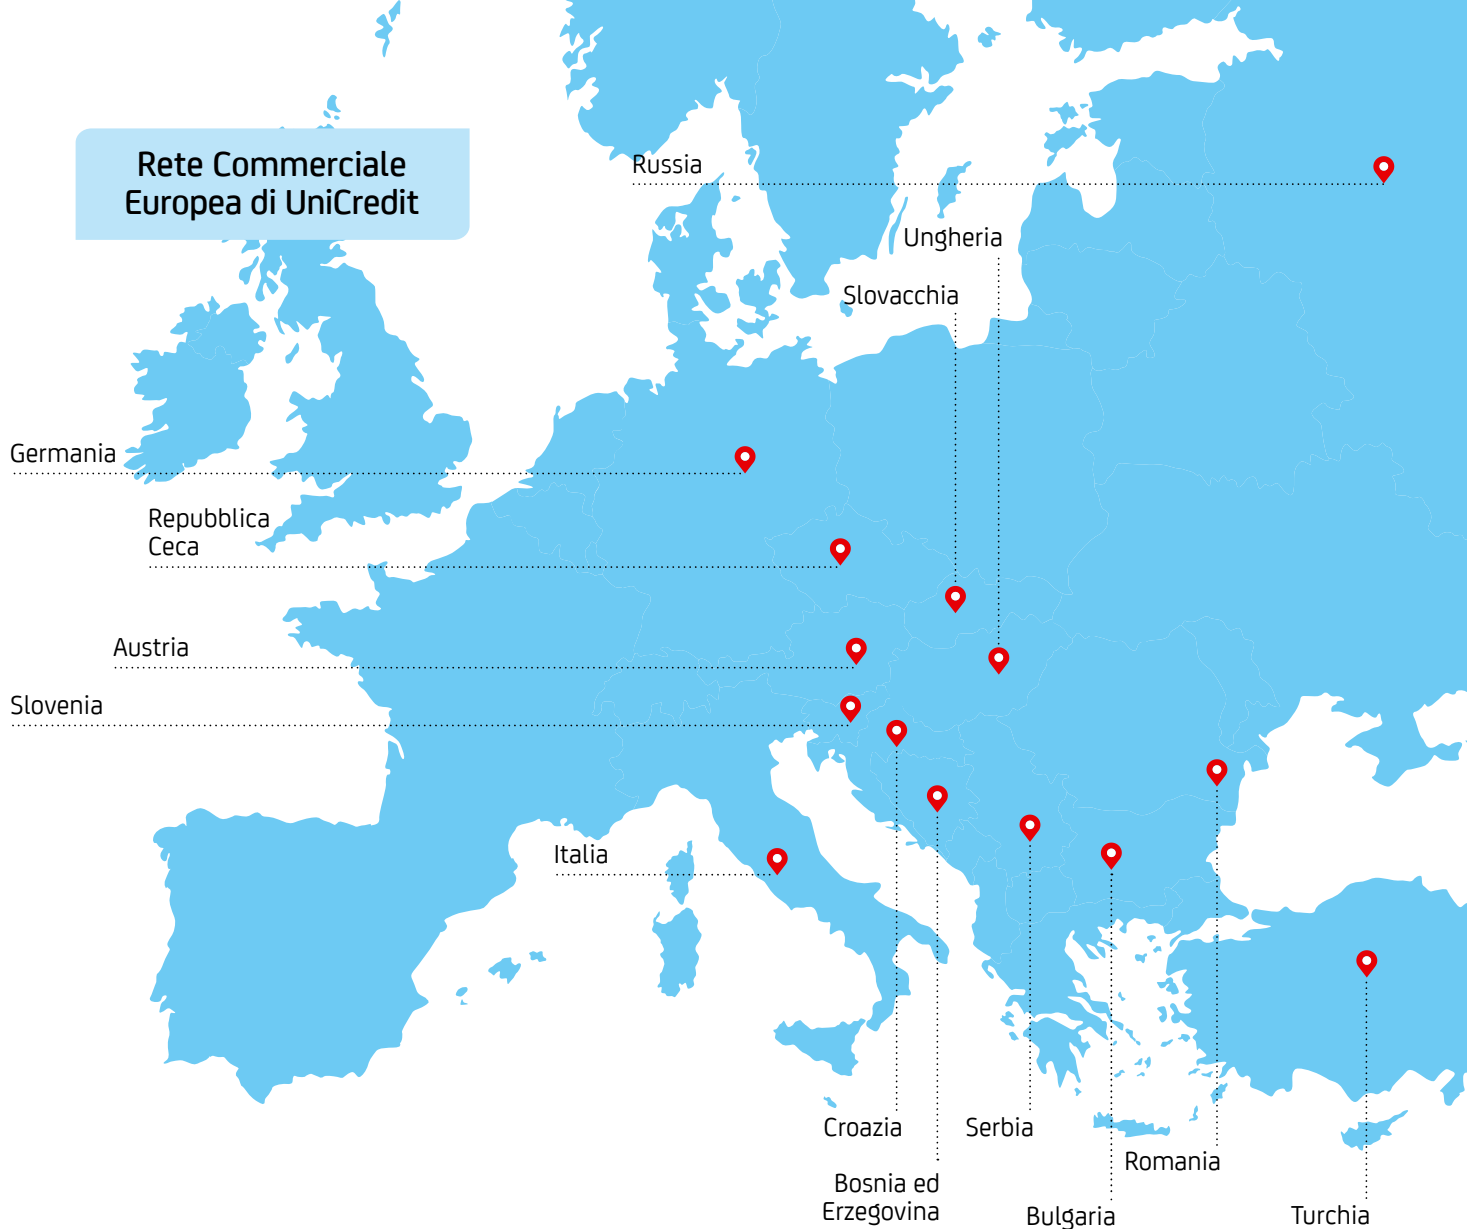 Rete Commerciale
Europea di UniCredit
Russia
Ungheria
Slovacchia
Germania
Repubblica
Ceca
Austria
Slovenia
Italia
Croazia
Serbia
Romania
Bosnia ed
Erzegovina
Bulgaria
Turchia